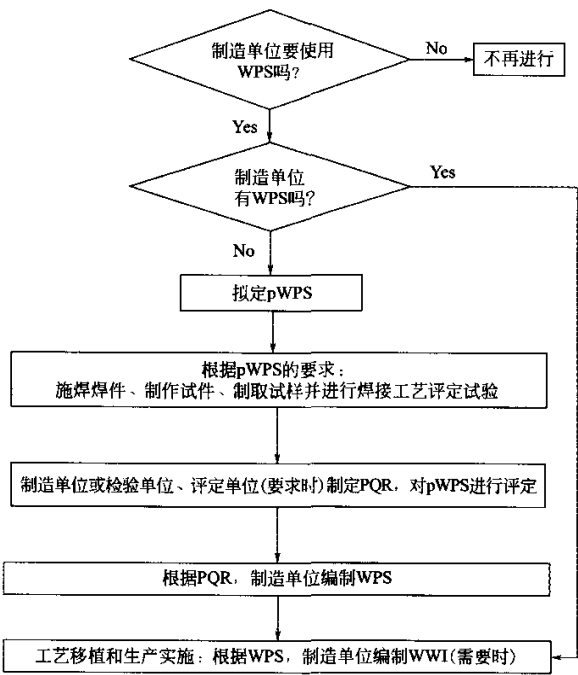 制造单位要使用
WPS吗？
No
不再进行
Yes
制造单位
有WPS吗？
Yes
No
拟定pWPS
根据pWPS的要求：
施焊焊件、制作试件、制取试样并进行焊接工艺评定试验
制造单位或检验单位、评定单位(要求时)制定PQR，对pWPS进行评定
根据PQR，制造单位编制WPS
工艺移植和生产实施：根据WPS，制造单位编制WWI(需要时)